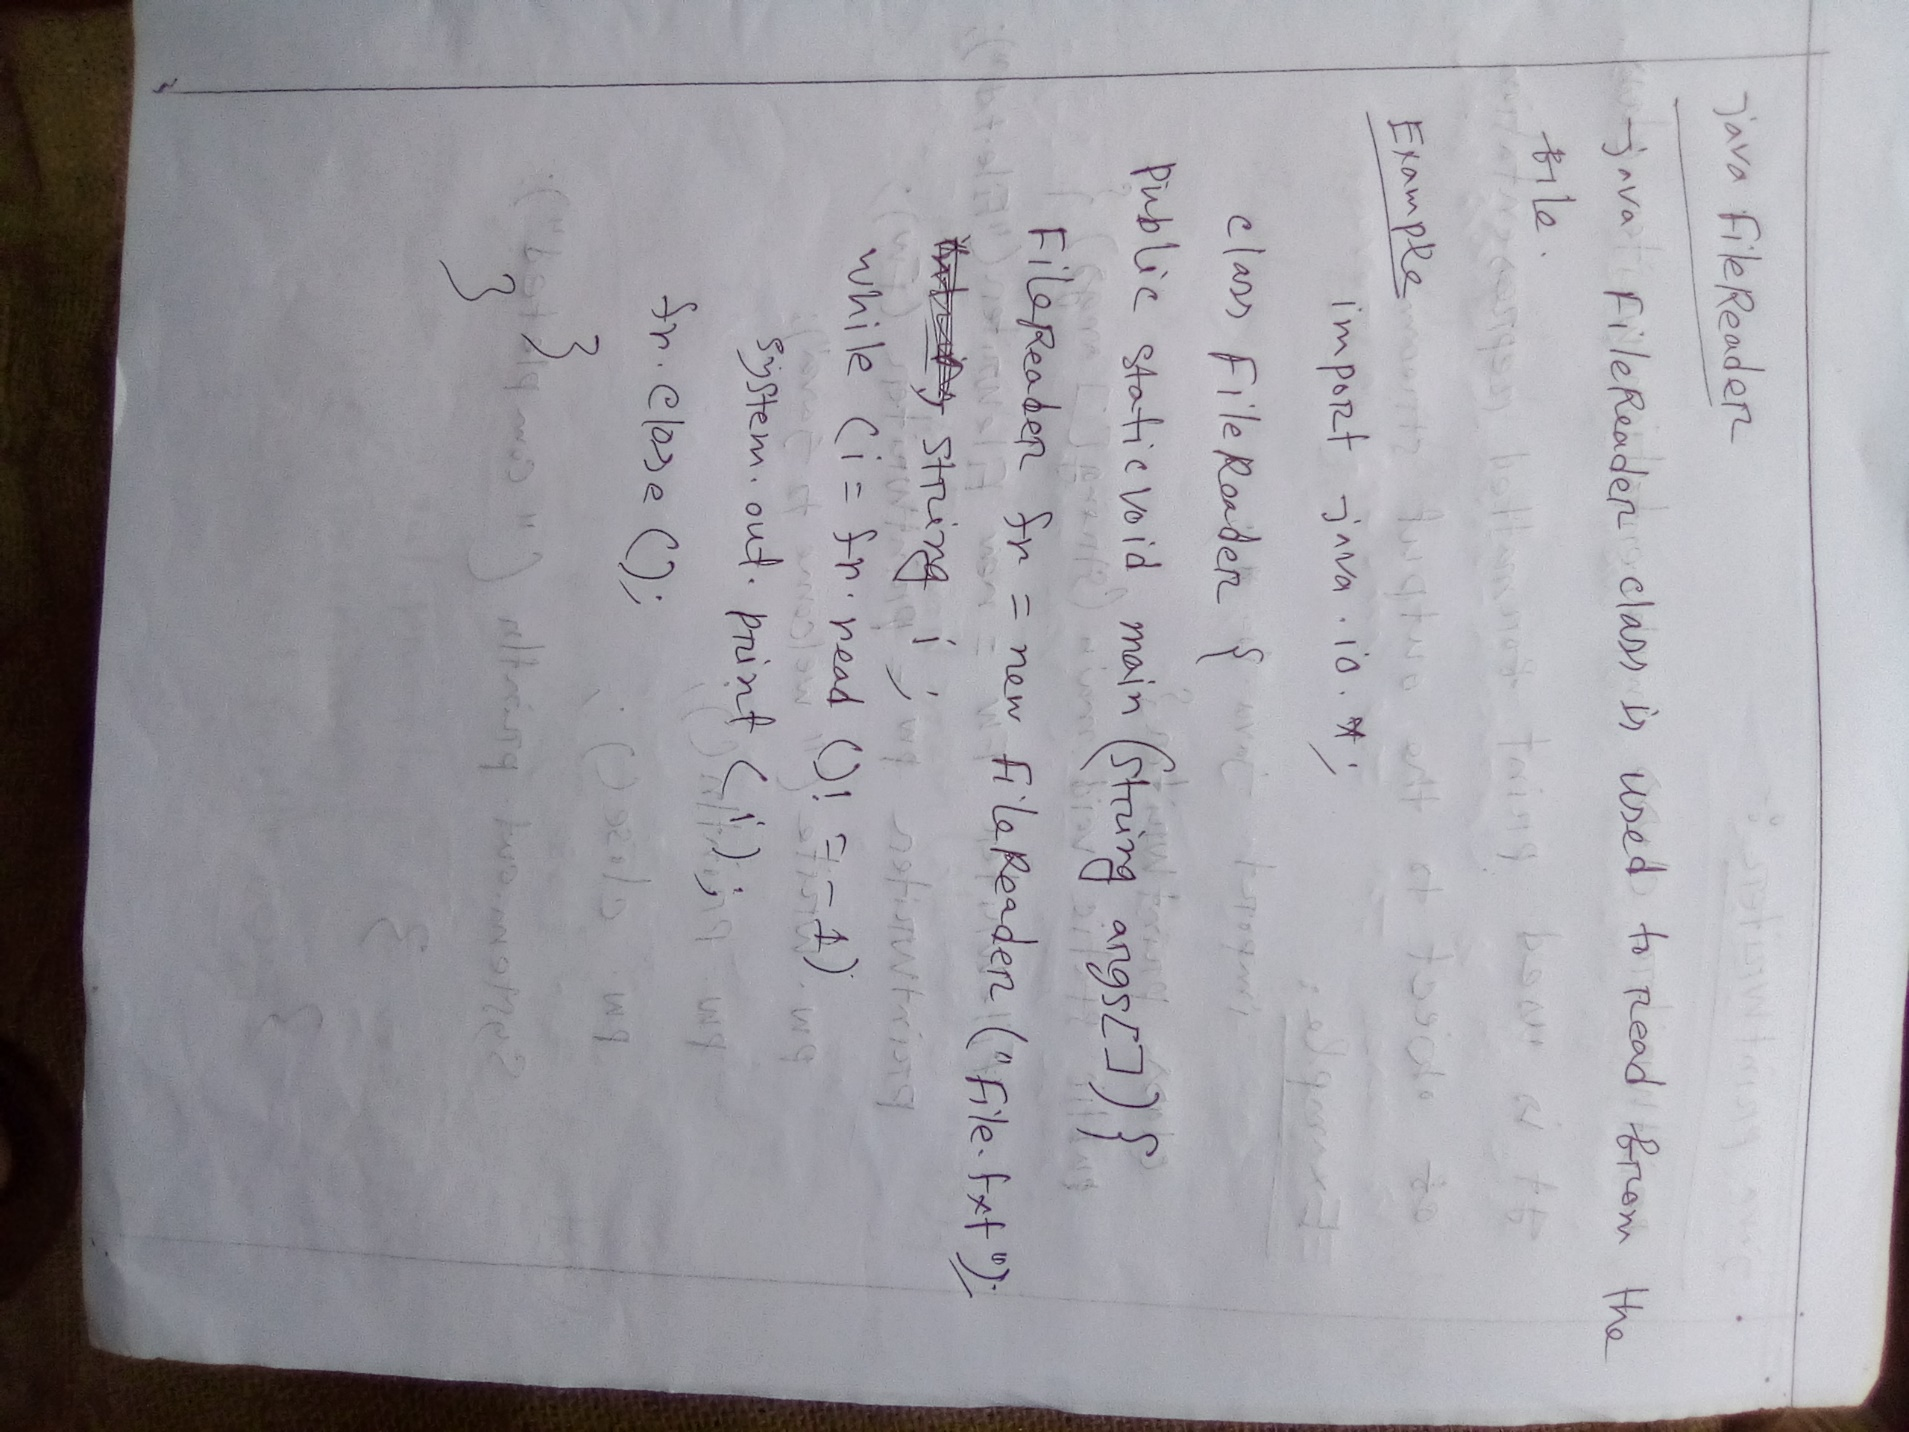 java FileReader
java FileReader class is used to read from the
file.
Example
import java.io.*;
class FileReader {
public static void main (string args[]) {
FileReader fr = new FileReader ("File.txt");
string i;
while (i = fr.read ()! = -1)
system.out.print (i);
fr.close ();
}
}